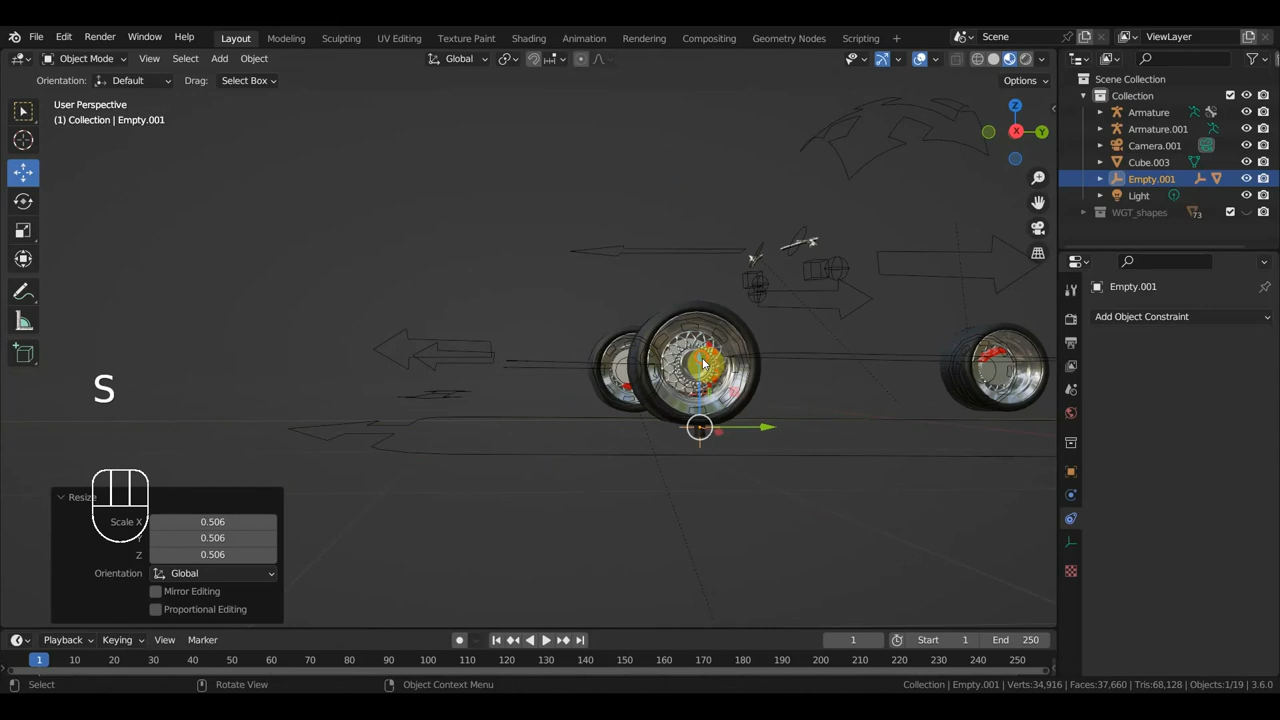 File Edit Render Window Help Layout Modeling Sculpting UV Editing Texture Paint Shading Animation Rendering Compositing Geometry Nodes Scripting Scene ViewLayer
Object Mode View Select Add Object Global
Orientation: Default Drag: Select Box Options
User Perspective
(1) Collection | Empty.001
Scene Collection
Collection
Armature
Armature.001
Camera.001
Cube.003
Empty.001
Light
WGT_shapes 73
Z
X
Y
Empty.001
Add Object Constraint
S
Resize
Scale X 0.506
0.506
Z 0.506
Orientation Global
Mirror Editing
Proportional Editing
Playback Keying View Marker 1 Start 1 End 250
1 10 20 30 40 50 60 70 80 90 100 110 120 130 140 150 160 170 180 190 200 210 220 230 240 250
Select Rotate View Object Context Menu Collection | Empty.001 | Verts:34,916 | Faces:37,660 | Tris:68,128 | Objects:1/19 | 3.6.0